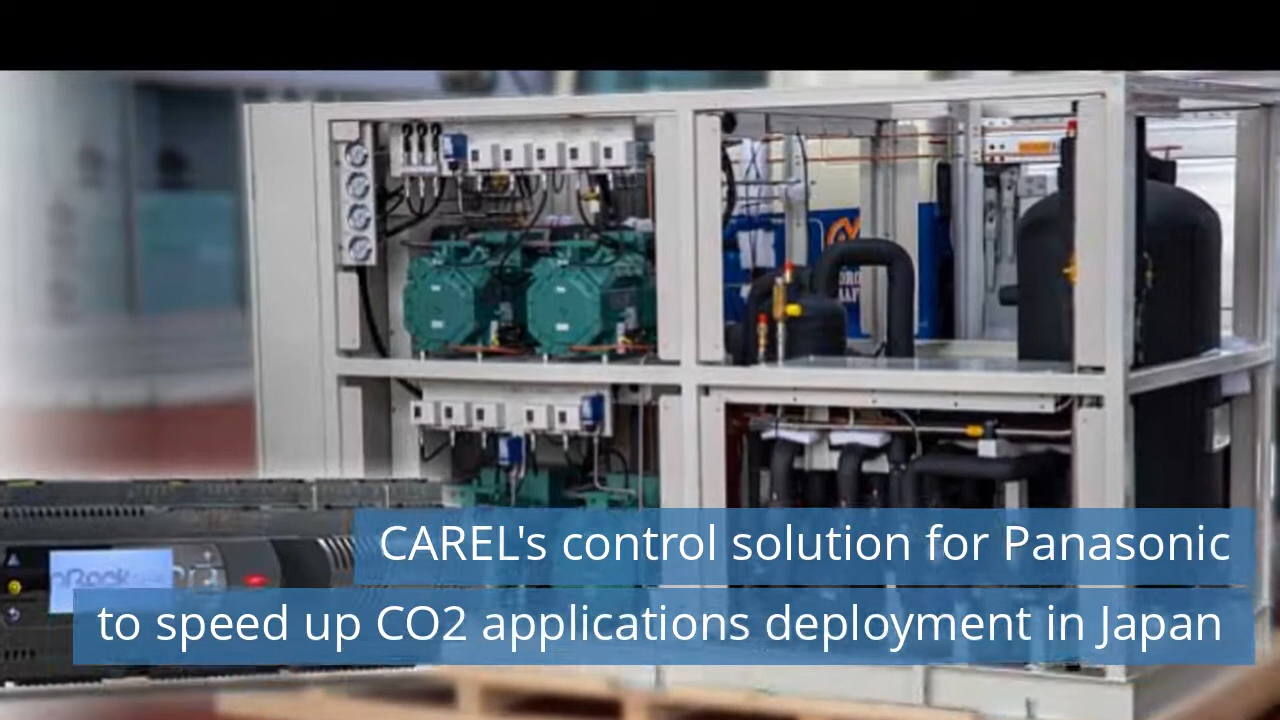 CAREL's control solution for Panasonic
to speed up CO2 applications deployment in Japan